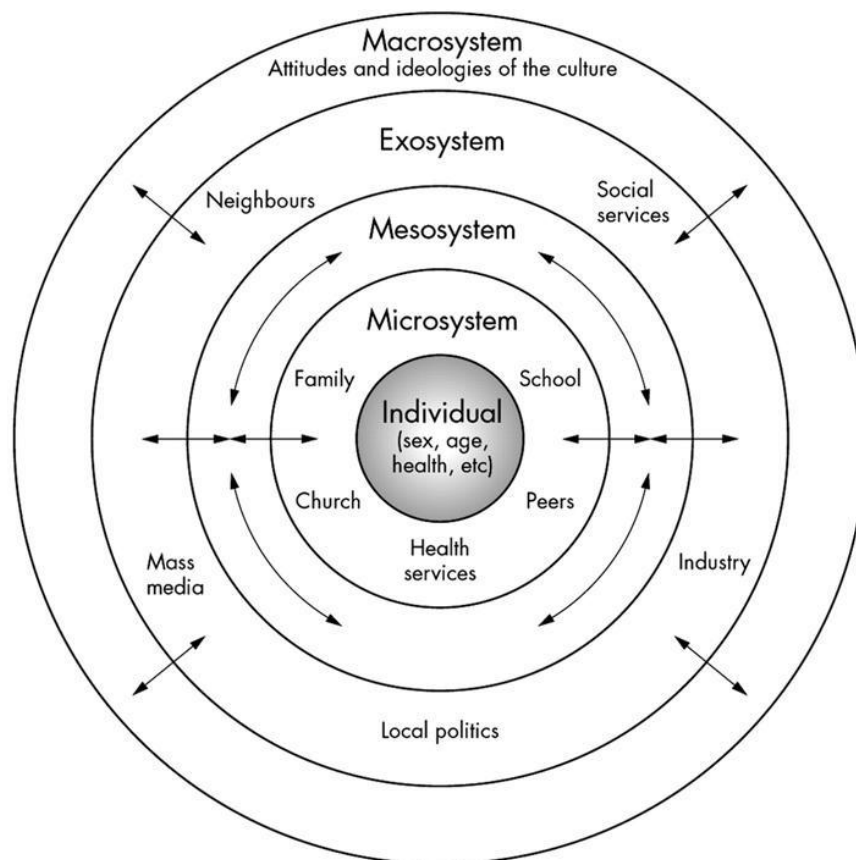 Macrosystem
Attitudes and ideologies of the culture
Exosystem
Neighbours
Social
services
Mesosystem
Microsystem
Family
School
Individual
(sex, age,
health, etc)
Church
Peers
Health
services
Mass
media
Industry
Local politics